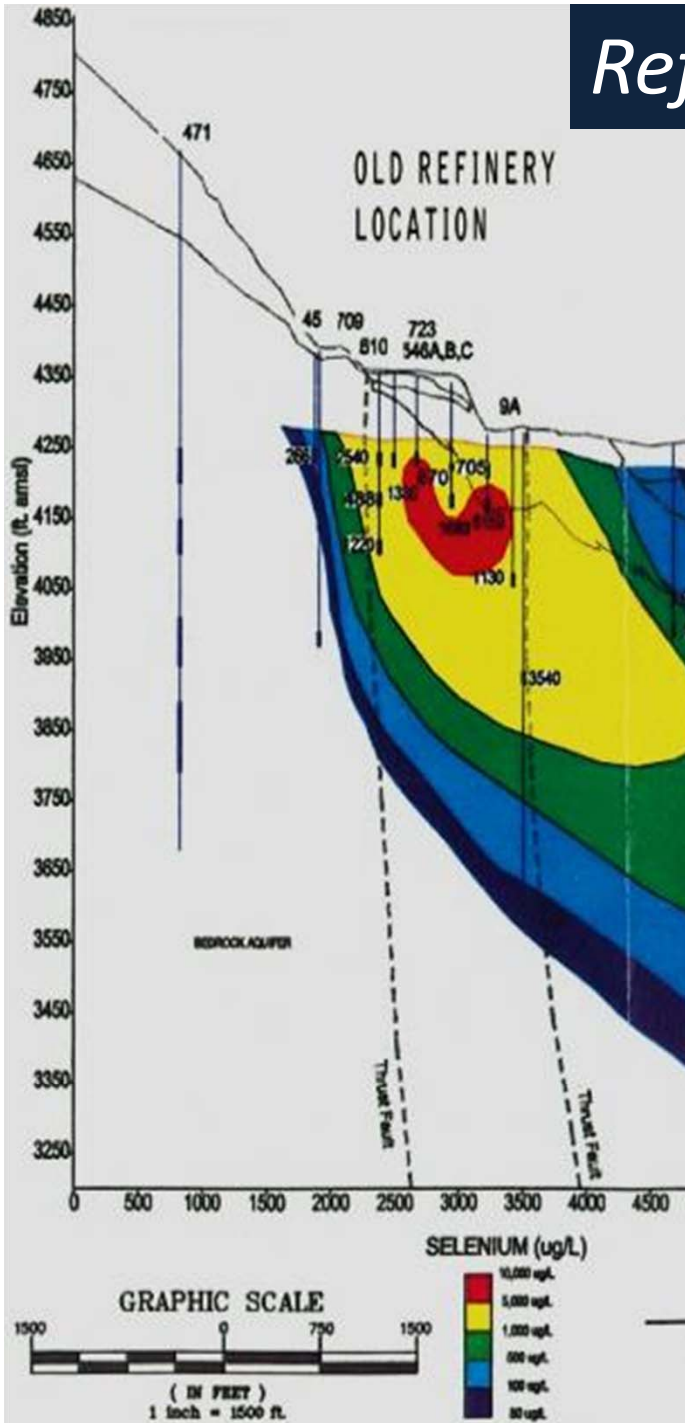 Ref
4850
4750
4650
4550
4450
4350
4250
4150
4050
3950
3850
3750
3650
3550
3450
3350
3250
Elevation (ft. amsl)
471
OLD REFINERY
LOCATION
45 709
810
723
546A,B,C
9A
2540
705
1220
1130
3540
BEDROCK AQUIFER
Thrust Fault
Thrust Fault
0 500 1000 1500 2000 2500 3000 3500 4000 4500
SELENIUM (ug/L)
10,000 ug/L
5,000 ug/L
1,000 ug/L
500 ug/L
100 ug/L
50 ug/L
GRAPHIC SCALE
1500 0 750 1500
( IN FEET )
1 inch = 1500 ft.